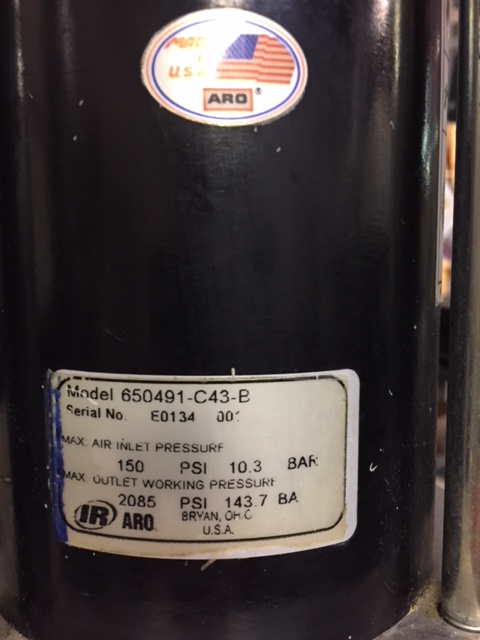 MADE
U.S.A.
ARO ®
Model 650491-C43-B
Serial No. E0134 001
MAX. AIR INLET PRESSURE
150 PSI 10.3 BAR
MAX. OUTLET WORKING PRESSURE
2085 PSI 143.7 BA
IR ARO. BRYAN, OH.
U.S.A.